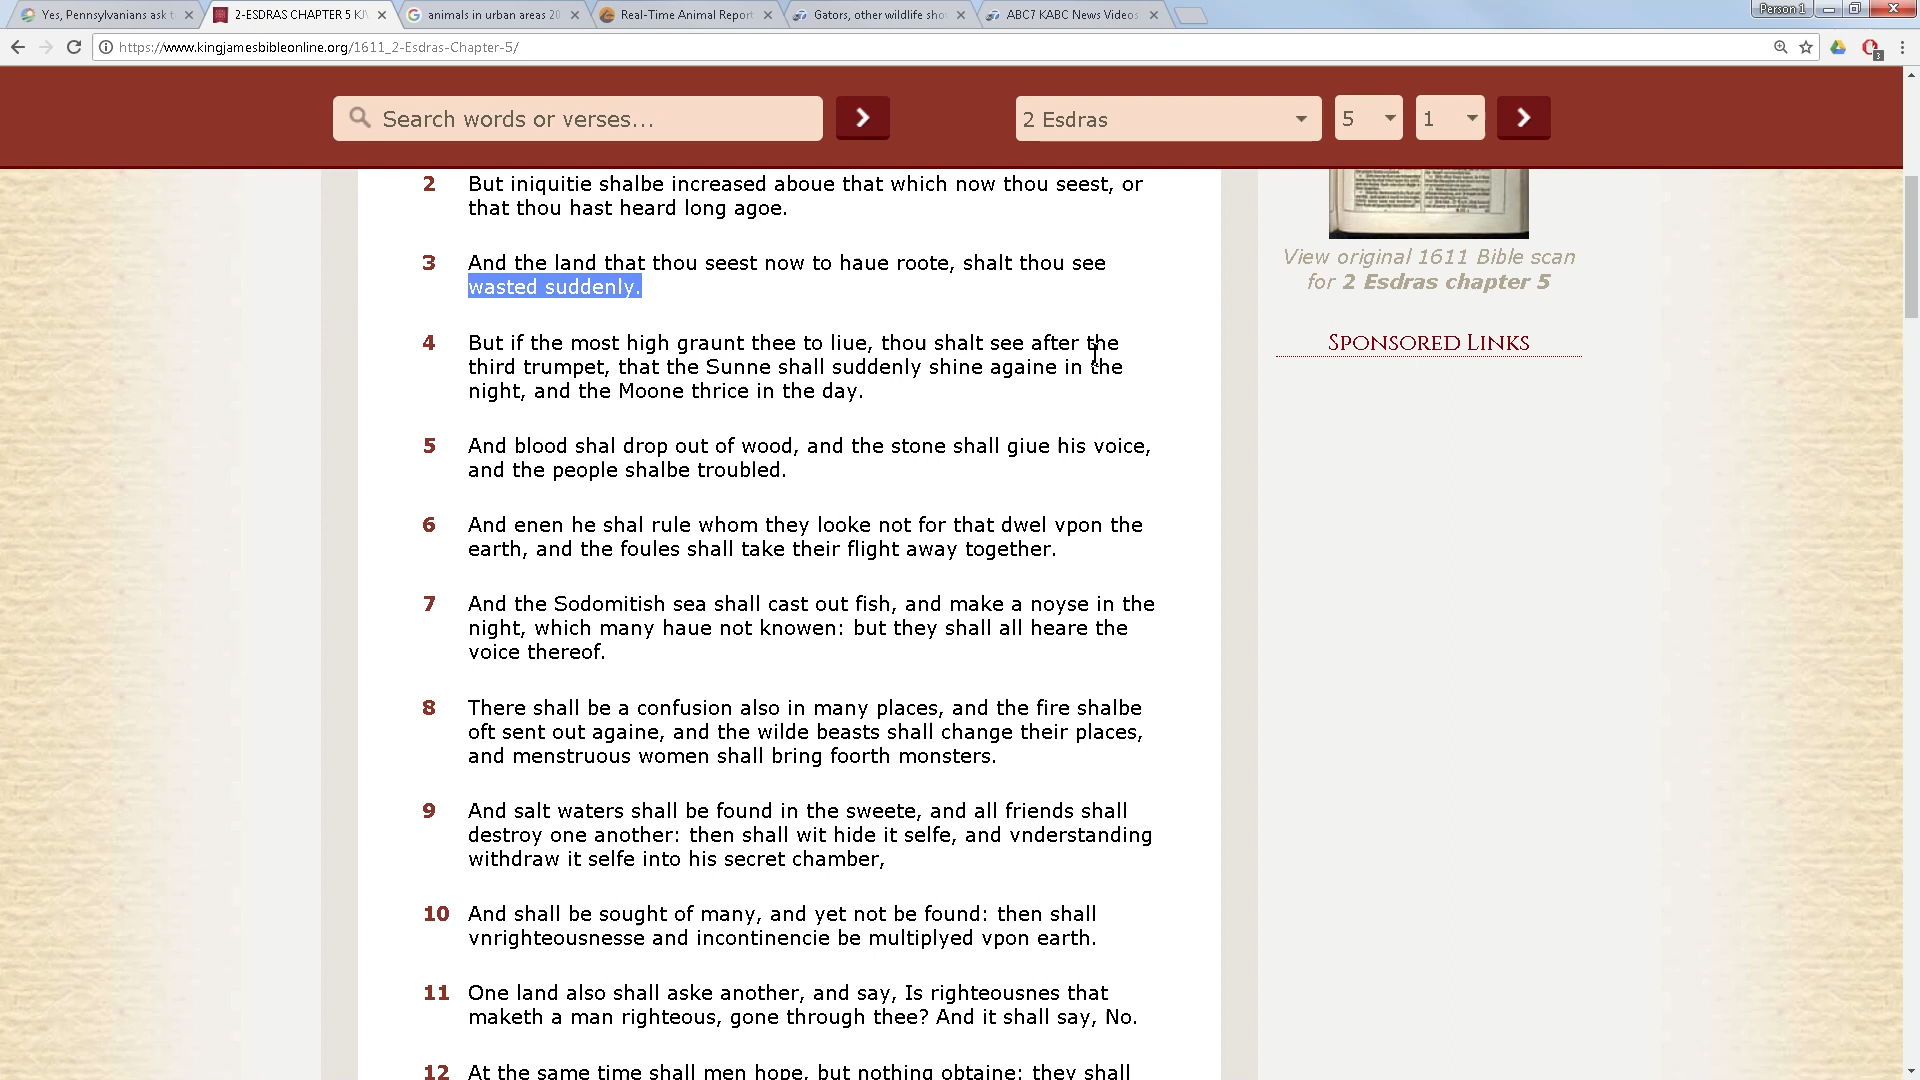 Yes, Pennsylvanians ask t
2-ESDRAS CHAPTER 5 KJ
animals in urban areas 20
Real-Time Animal Report
Gators, other wildlife sho
ABC7 KABC News Videos
Person 1
https://www.kingjamesbibleonline.org/1611_2-Esdras-Chapter-5/
3
Search words or verses...
2 Esdras
5
1
2 But iniquitie shalbe increased aboue that which now thou seest, or
that thou hast heard long agoe.
3 And the land that thou seest now to haue roote, shalt thou see
wasted suddenly.
4 But if the most high graunt thee to liue, thou shalt see after the
third trumpet, that the Sunne shall suddenly shine againe in the
night, and the Moone thrice in the day.
5 And blood shal drop out of wood, and the stone shall giue his voice,
and the people shalbe troubled.
6 And enen he shal rule whom they looke not for that dwel vpon the
earth, and the foules shall take their flight away together.
7 And the Sodomitish sea shall cast out fish, and make a noyse in the
night, which many haue not knowen: but they shall all heare the
voice thereof.
8 There shall be a confusion also in many places, and the fire shalbe
oft sent out againe, and the wilde beasts shall change their places,
and menstruous women shall bring foorth monsters.
9 And salt waters shall be found in the sweete, and all friends shall
destroy one another: then shall wit hide it selfe, and vnderstanding
withdraw it selfe into his secret chamber,
10 And shall be sought of many, and yet not be found: then shall
vnrighteousnesse and incontinencie be multiplyed vpon earth.
11 One land also shall aske another, and say, Is righteousnes that
maketh a man righteous, gone through thee? And it shall say, No.
12 At the same time shall men hope, but nothing obtaine: they shall
View original 1611 Bible scan
for 2 Esdras chapter 5
SPONSORED LINKS